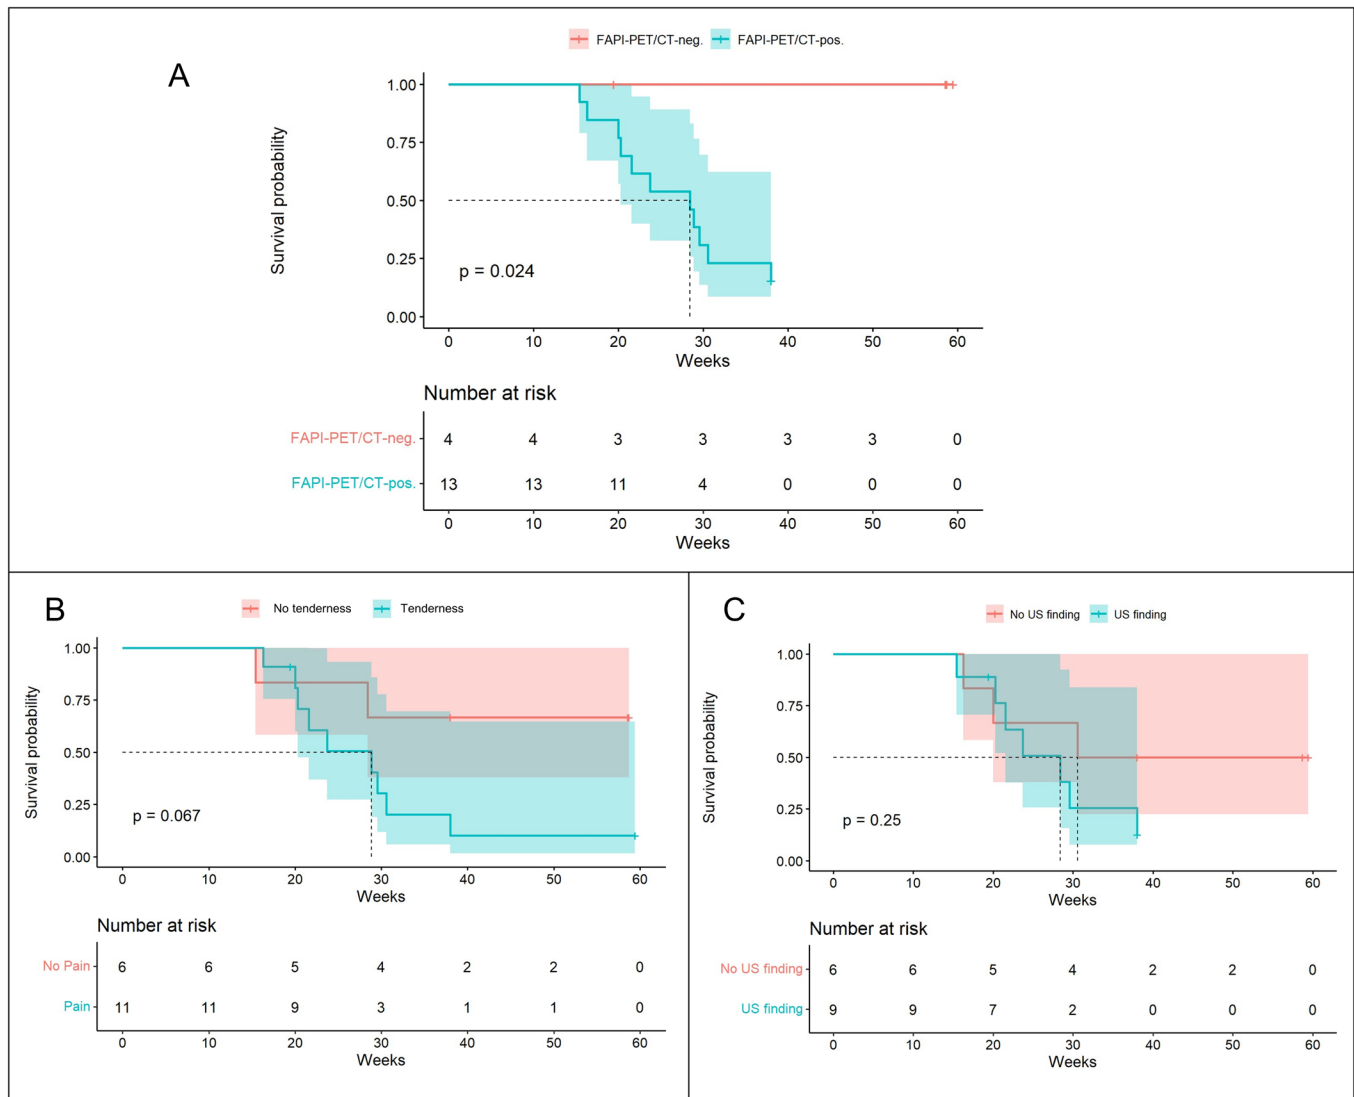 FAPI-PET/CT-neg. FAPI-PET/CT-pos.
A
1.00
0.75
0.50
0.25
0.00
Survival probability
p = 0.024
0 10 20 30 40 50 60
Weeks
Number at risk
FAPI-PET/CT-neg. 4 4 3 3 3 3 0
FAPI-PET/CT-pos. 13 13 11 4 0 0 0
0 10 20 30 40 50 60
Weeks
B
No tenderness Tenderness
1.00
0.75
0.50
0.25
0.00
Survival probability
p = 0.067
0 10 20 30 40 50 60
Weeks
Number at risk
No Pain 6 6 5 4 2 2 0
Pain 11 11 9 3 1 1 0
0 10 20 30 40 50 60
Weeks
C
No US finding US finding
1.00
0.75
0.50
0.25
0.00
Survival probability
p = 0.25
0 10 20 30 40 50 60
Weeks
Number at risk
No US finding 6 6 5 4 2 2 0
US finding 9 9 7 2 0 0 0
0 10 20 30 40 50 60
Weeks